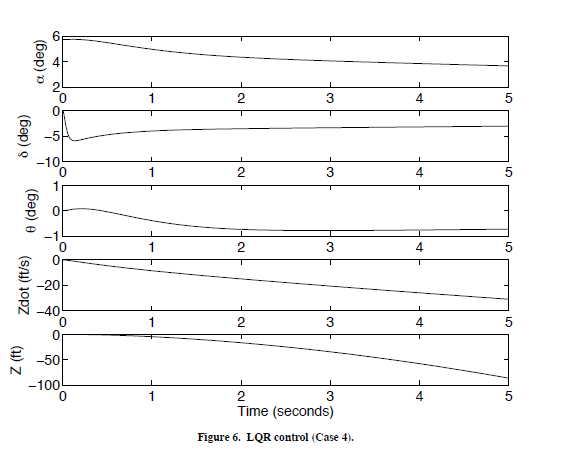 6
4
2
α (deg)
0 1 2 3 4 5
0
−5
−10
δ (deg)
0 1 2 3 4 5
1
0
−1
θ (deg)
0 1 2 3 4 5
0
−20
−40
Zdot (ft/s)
0 1 2 3 4 5
0
−50
−100
Z (ft)
0 1 2 3 4 5
Time (seconds)
Figure 6. LQR control (Case 4).